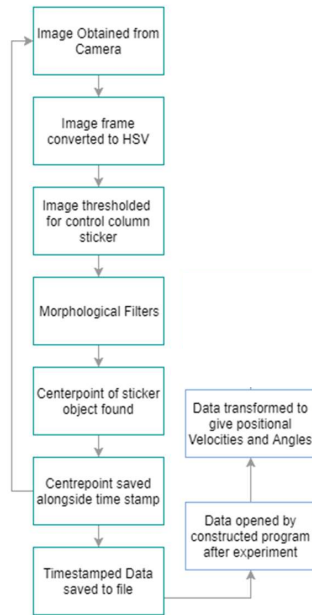 Image Obtained from
Camera
Image frame
converted to HSV
Image thresholded
for control column
sticker
Morphological Filters
Centerpoint of sticker
object found
Centrepoint saved
alongside time stamp
Timestamped Data
saved to file
Data opened by
constructed program
after experiment
Data transformed to
give positional
Velocities and Angles